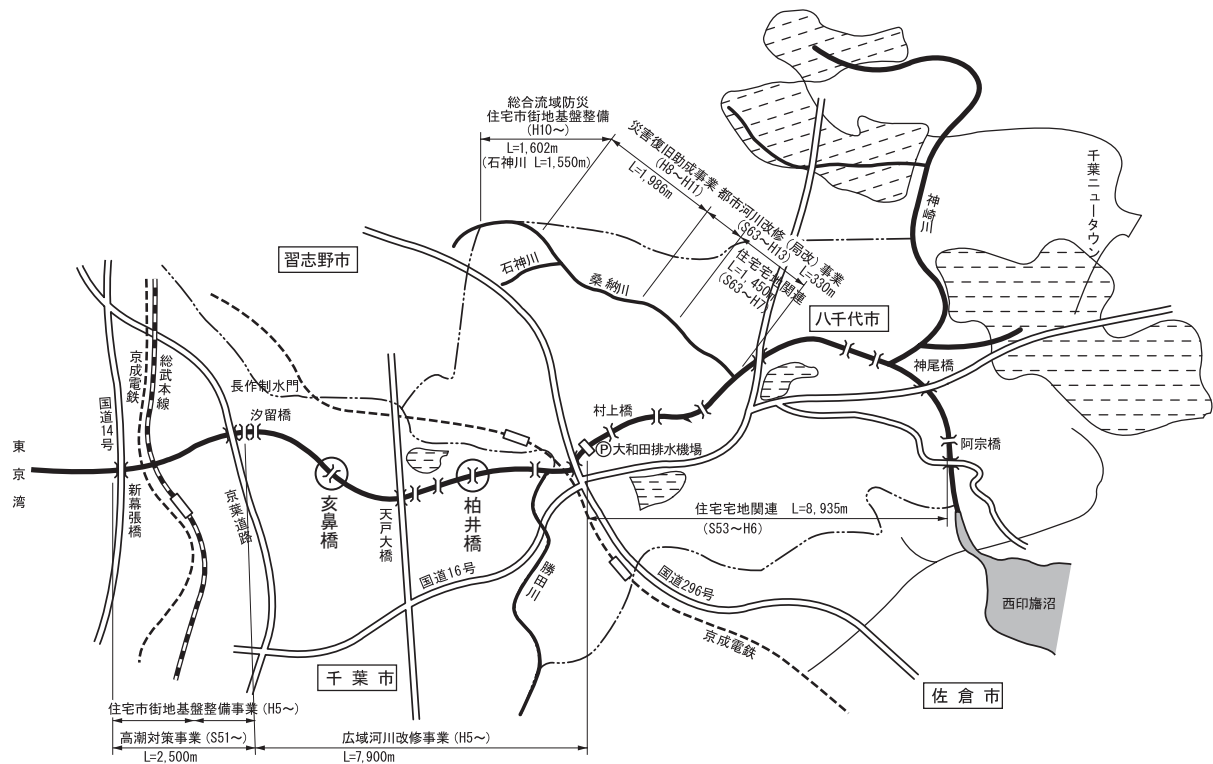 総合流域防災
住宅市街地基盤整備
(H10～)
L=1,602m
(石神川 L=1,550m)
災害復旧助成事業
(H8～H11)
L=1,986m
都市河川改修(局改)事業
(S63～H13) L=330m
住宅宅地関連
L=1,450m
(S63～H7)
千葉ニュータウン
神崎川
習志野市
石神川
桑納川
八千代市
神尾橋
京成電鉄
総武本線
長作制水門
汐留橋
国道14号
村上橋
Ⓟ大和田排水機場
阿宗橋
東京湾
新幕張橋
京葉道路
亥鼻橋
天戸大橋
柏井橋
住宅宅地関連 L=8,935m
(S53～H6)
国道16号
勝田川
国道296号
西印旛沼
京成電鉄
千葉市
佐倉市
住宅市街地基盤整備事業(H5～)
高潮対策事業(S51～)
L=2,500m
広域河川改修事業(H5～)
L=7,900m